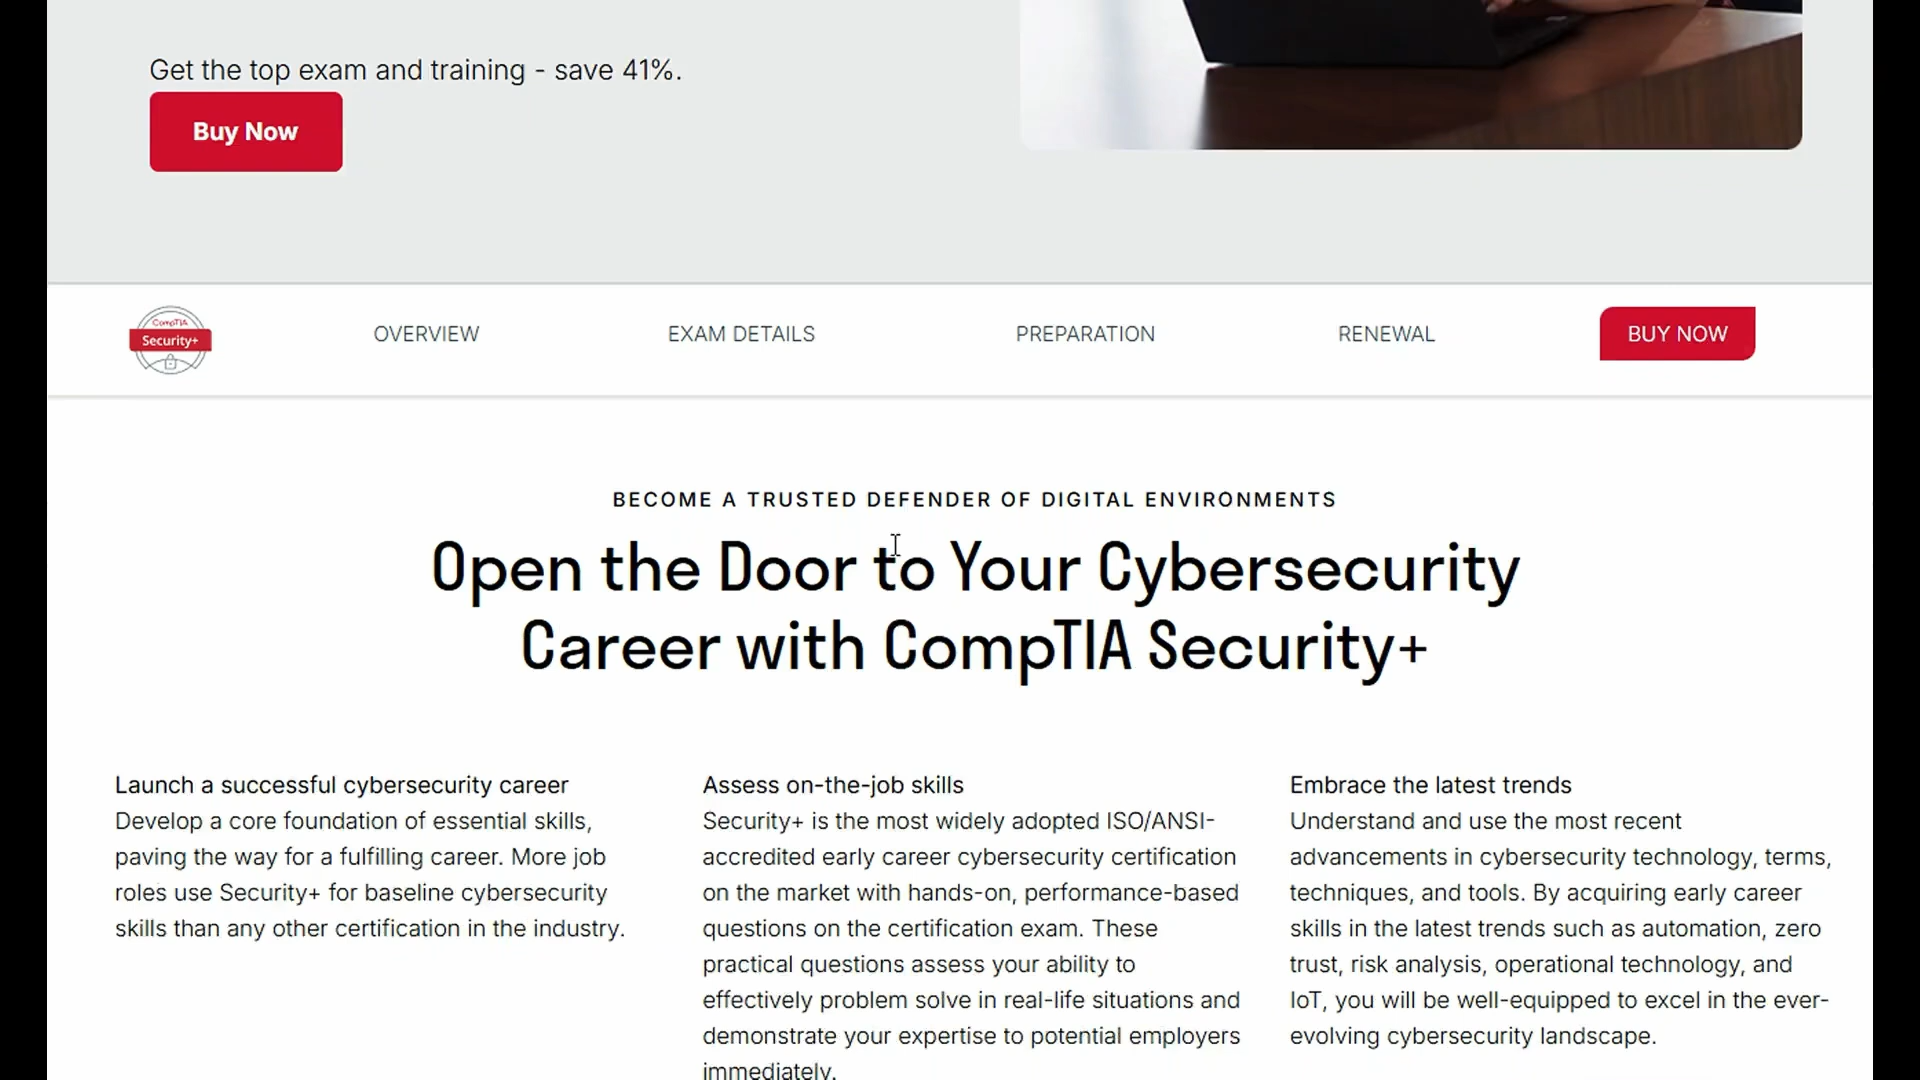 Get the top exam and training - save 41%.
Buy Now
CompTIA
Security+
OVERVIEW
EXAM DETAILS
PREPARATION
RENEWAL
BUY NOW
BECOME A TRUSTED DEFENDER OF DIGITAL ENVIRONMENTS
Open the Door to Your Cybersecurity
Career with CompTIA Security+
Launch a successful cybersecurity career
Develop a core foundation of essential skills,
paving the way for a fulfilling career. More job
roles use Security+ for baseline cybersecurity
skills than any other certification in the industry.
Assess on-the-job skills
Security+ is the most widely adopted ISO/ANSI-
accredited early career cybersecurity certification
on the market with hands-on, performance-based
questions on the certification exam. These
practical questions assess your ability to
effectively problem solve in real-life situations and
demonstrate your expertise to potential employers
immediately.
Embrace the latest trends
Understand and use the most recent
advancements in cybersecurity technology, terms,
techniques, and tools. By acquiring early career
skills in the latest trends such as automation, zero
trust, risk analysis, operational technology, and
IoT, you will be well-equipped to excel in the ever-
evolving cybersecurity landscape.